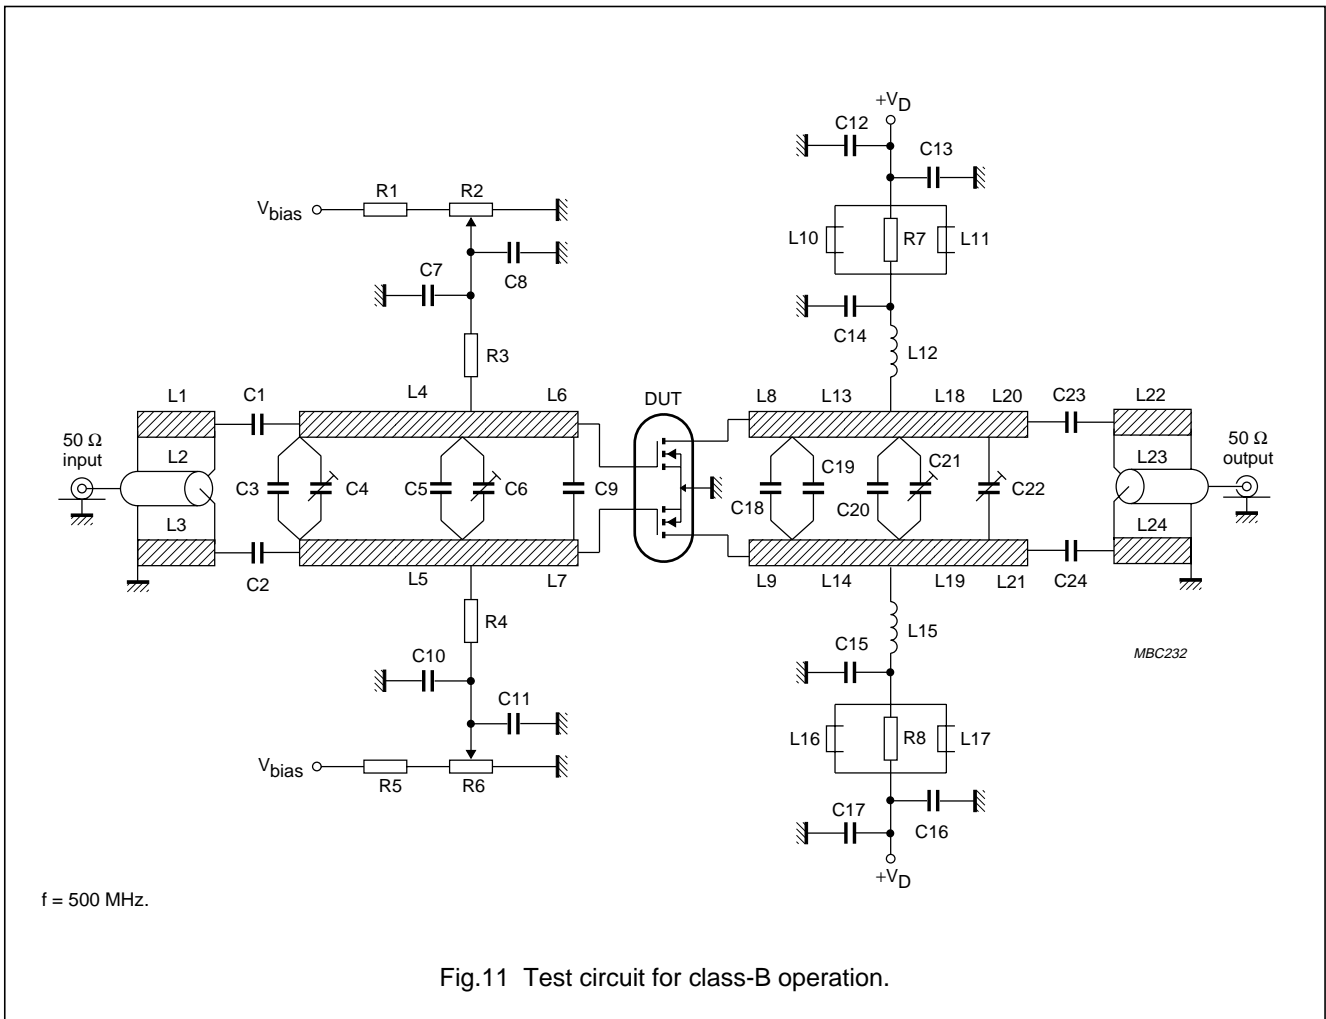 +VD
C12
C13
R1
R2
Vbias
L10
R7
L11
C7
C8
C14
L12
R3
L1
C1
L4
L6
DUT
L8
L13
L18
L20
C23
L22
50 Ω
input
L2
C3
C4
C5
C6
C9
C18
C19
C20
C21
C22
L23
50 Ω
output
L3
L24
C2
L5
L7
L9
L14
L19
L21
C24
R4
L15
C10
C15
MBC232
C11
L16
R8
L17
Vbias
R5
R6
C17
C16
+VD
f = 500 MHz.
Fig.11 Test circuit for class-B operation.